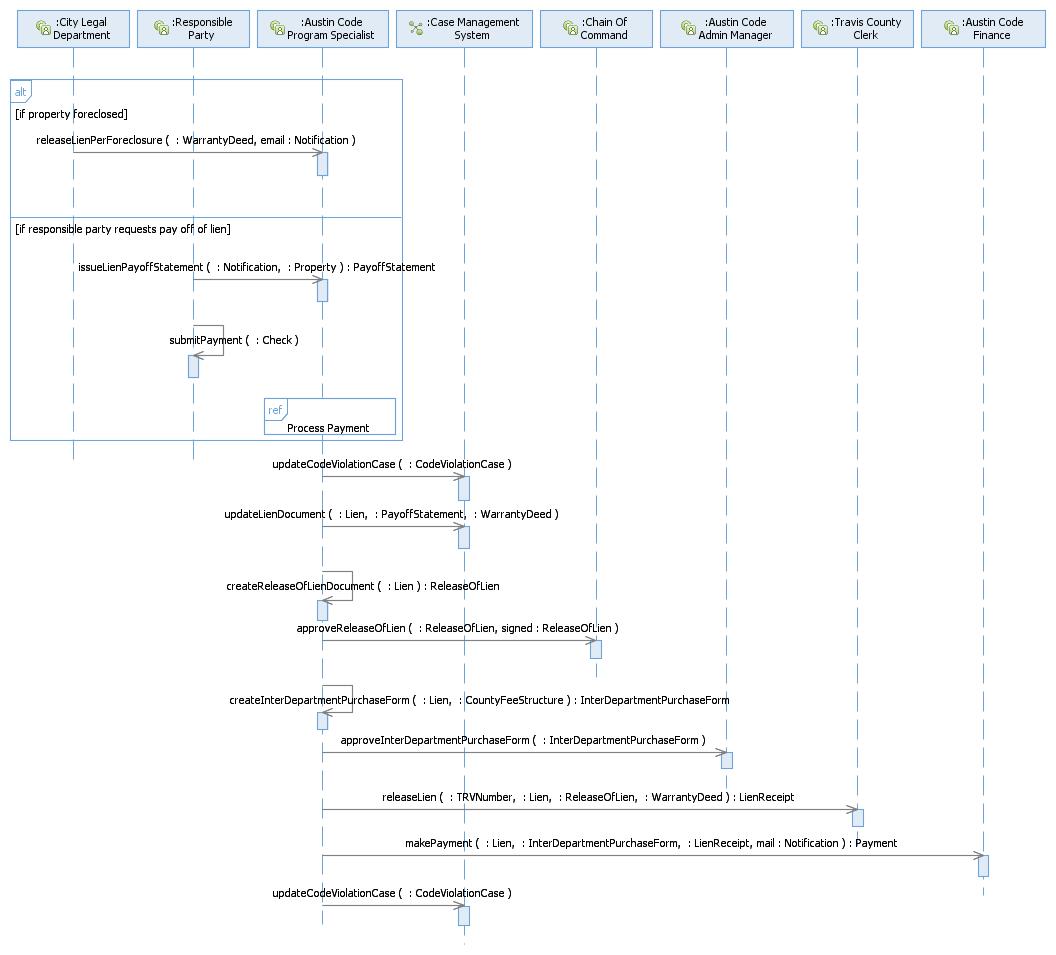 :City Legal
Department
:Responsible
Party
:Austin Code
Program Specialist
:Case Management
System
:Chain Of
Command
:Austin Code
Admin Manager
:Travis County
Clerk
:Austin Code
Finance
alt
[if property foreclosed]
releaseLienPerForeclosure ( : WarrantyDeed, email : Notification )
[if responsible party requests pay off of lien]
issueLienPayoffStatement ( : Notification, : Property ) : PayoffStatement
submitPayment ( : Check )
ref
Process Payment
updateCodeViolationCase ( : CodeViolationCase )
updateLienDocument ( : Lien, : PayoffStatement, : WarrantyDeed )
createReleaseOfLienDocument ( : Lien ) : ReleaseOfLien
approveReleaseOfLien ( : ReleaseOfLien, signed : ReleaseOfLien )
createInterDepartmentPurchaseForm ( : Lien, : CountyFeeStructure ) : InterDepartmentPurchaseForm
approveInterDepartmentPurchaseForm ( : InterDepartmentPurchaseForm )
releaseLien ( : TRVNumber, : Lien, : ReleaseOfLien, : WarrantyDeed ) : LienReceipt
makePayment ( : Lien, : InterDepartmentPurchaseForm, : LienReceipt, mail : Notification ) : Payment
updateCodeViolationCase ( : CodeViolationCase )